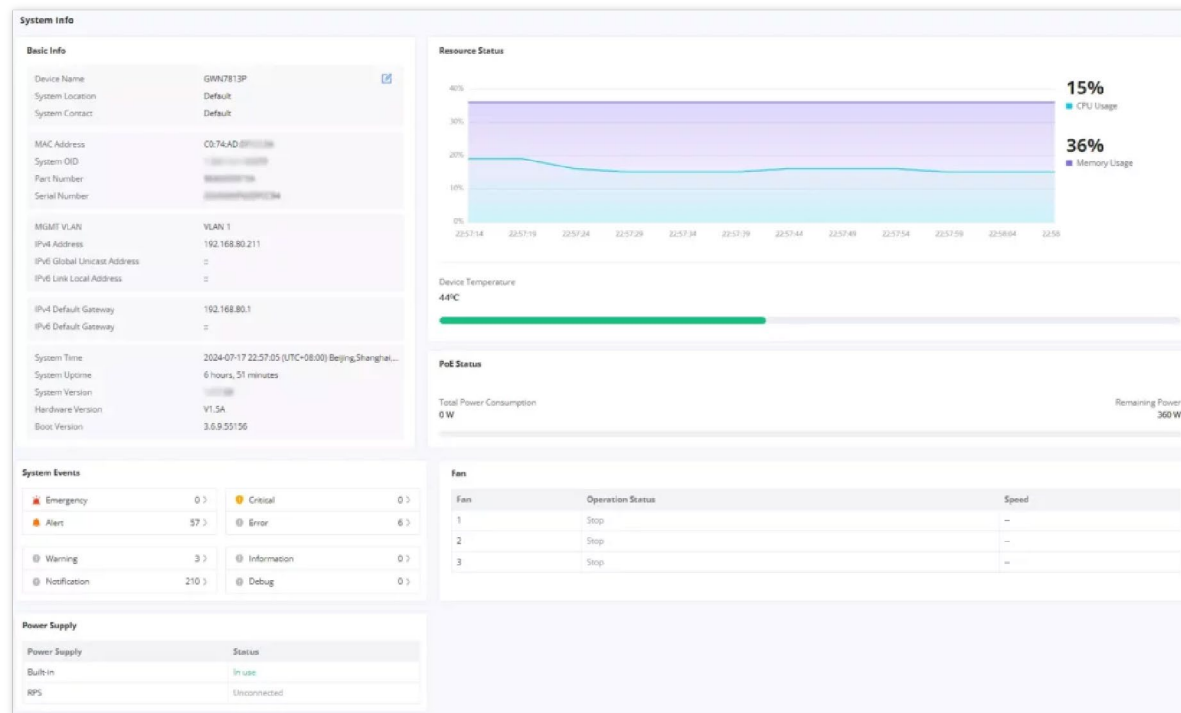 System Info
Basic Info
Device Name GWN7813P
System Location Default
System Contact Default
MAC Address C0:74:AD:
System OID
Part Number
Serial Number
MGMT VLAN VLAN 1
IPv4 Address 192.168.80.211
IPv6 Global Unicast Address ::
IPv6 Link Local Address ::
IPv4 Default Gateway 192.168.80.1
IPv6 Default Gateway ::
System Time 2024-07-17 22:57:05 (UTC+08:00) Beijing,Shanghai...
System Uptime 6 hours, 51 minutes
System Version
Hardware Version V1.5A
Boot Version 3.6.9.55156
Resource Status
40%
30%
20%
10%
0%
22:57:14 22:57:19 22:57:24 22:57:29 22:57:34 22:57:39 22:57:44 22:57:49 22:57:54 22:57:59 22:58:04 22:58
15%
CPU Usage
36%
Memory Usage
Device Temperature
44°C
PoE Status
Total Power Consumption Remaining Power
0 W 360 W
System Events
Emergency 0 Critical 0
Alert 57 Error 6
Warning 3 Information 0
Notification 210 Debug 0
Fan
Fan Operation Status Speed
1 Stop --
2 Stop --
3 Stop --
Power Supply
Power Supply Status
Built-in In use
RPS Unconnected